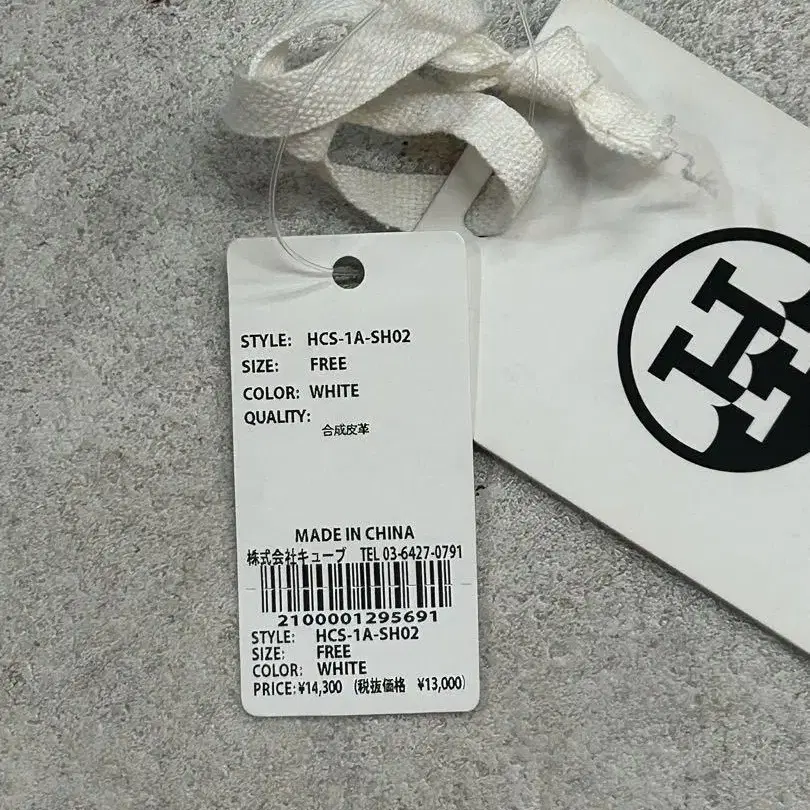 STYLE: HCS-1A-SH02
SIZE: FREE
COLOR: WHITE
QUALITY:
合成皮革
MADE IN CHINA
株式会社キューブ TEL 03-6427-0791
2100001295691
STYLE: HCS-1A-SH02
SIZE: FREE
COLOR: WHITE
PRICE:¥14,300 (税抜価格 ¥13,000)